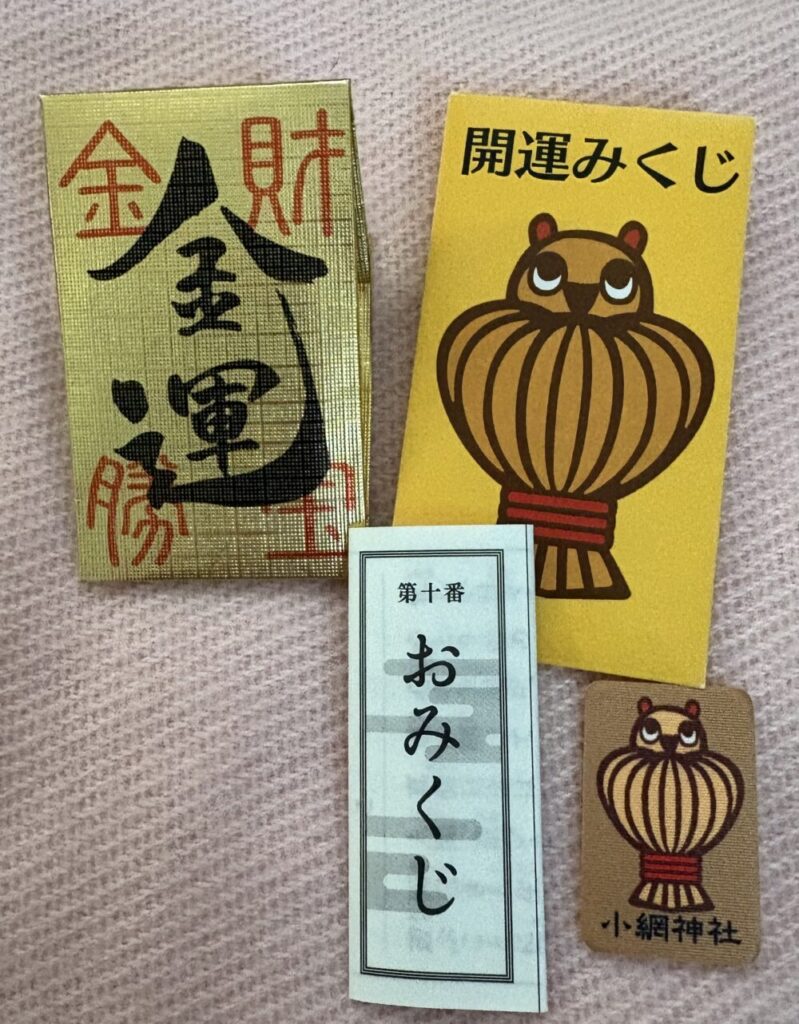 金 財
金運
勝 宝
開運みくじ
第十番
おみくじ
小網神社